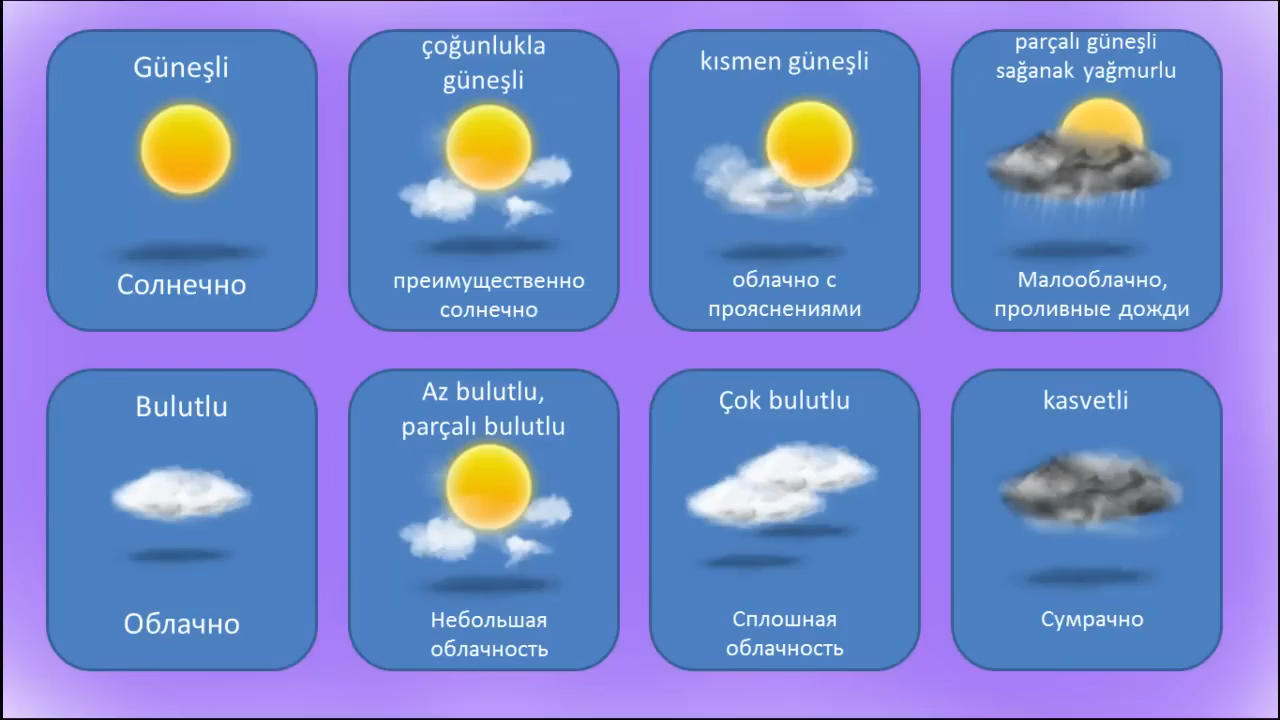 Güneşli
Солнечно
çoğunlukla
güneşli
преимущественно
солнечно
kısmen güneşli
облачно с
прояснениями
parçalı güneşli
sağanak yağmurlu
Малооблачно,
проливные дожди
Bulutlu
Облачно
Az bulutlu,
parçalı bulutlu
Небольшая
облачность
Çok bulutlu
Сплошная
облачность
kasvetli
Сумрачно